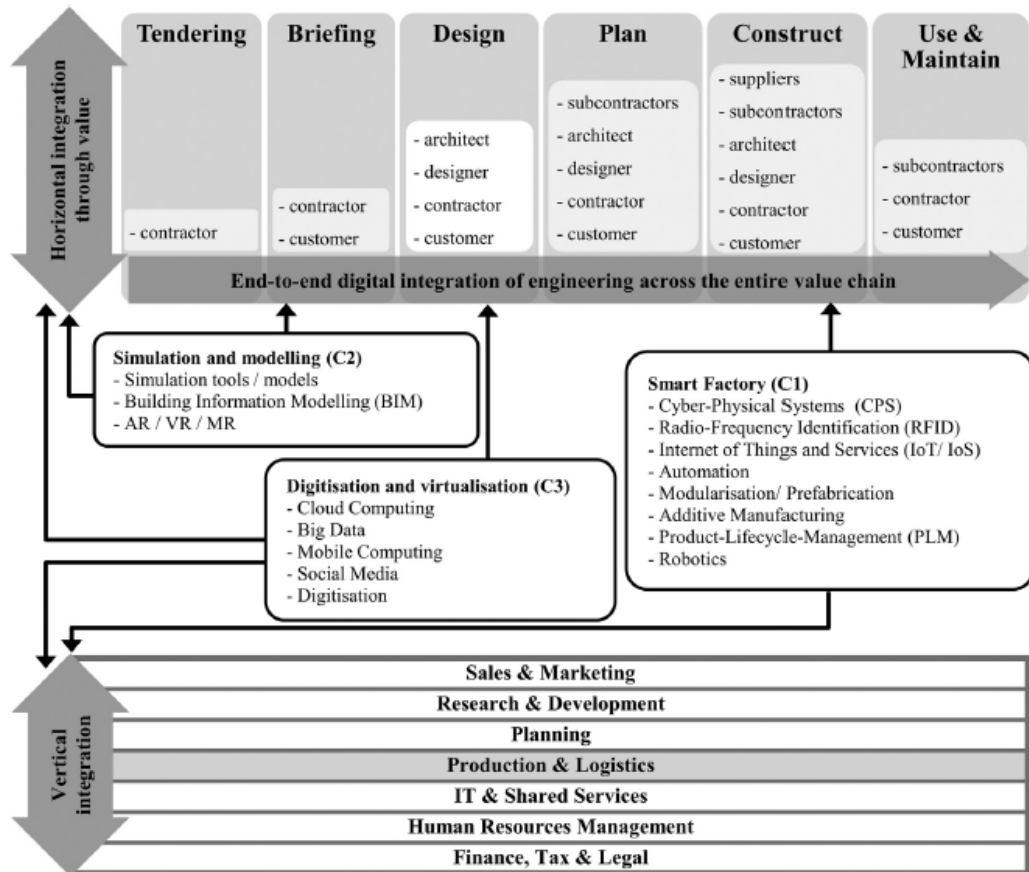 Tendering
Briefing
Design
Plan
Construct
Use &
Maintain
Horizontal integration
through value
- contractor
- contractor
- customer
- architect
- designer
- contractor
- customer
- subcontractors
- architect
- designer
- contractor
- customer
- suppliers
- subcontractors
- architect
- designer
- contractor
- customer
- subcontractors
- contractor
- customer
End-to-end digital integration of engineering across the entire value chain
Simulation and modelling (C2)
- Simulation tools / models
- Building Information Modelling (BIM)
- AR / VR / MR
Smart Factory (C1)
- Cyber-Physical Systems (CPS)
- Radio-Frequency Identification (RFID)
- Internet of Things and Services (IoT/ IoS)
- Automation
- Modularisation/ Prefabrication
- Additive Manufacturing
- Product-Lifecycle-Management (PLM)
- Robotics
Digitisation and virtualisation (C3)
- Cloud Computing
- Big Data
- Mobile Computing
- Social Media
- Digitisation
Vertical
integration
Sales & Marketing
Research & Development
Planning
Production & Logistics
IT & Shared Services
Human Resources Management
Finance, Tax & Legal